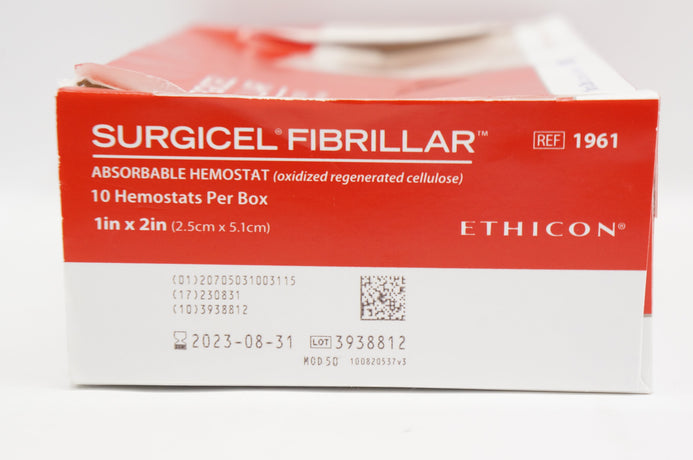 SURGICEL® FIBRILLAR™
REF 1961
ABSORBABLE HEMOSTAT (oxidized regenerated cellulose)
10 Hemostats Per Box
1in x 2in (2.5cm x 5.1cm)
ETHICON®
(01)20705031003115
(17)230831
(10)3938812
2023-08-31 LOT 3938812
MOD50 100820537v3